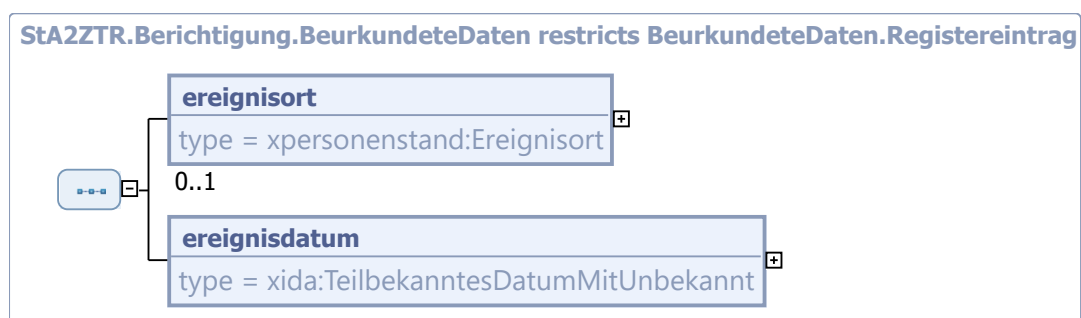 StA2ZTR.Berichtigung.BeurkundeteDaten restricts BeurkundeteDaten.Registereintrag
ereignisort
type = xpersonenstand:Ereignisort
0..1
ereignisdatum
type = xida:TeilbekanntesDatumMitUnbekannt